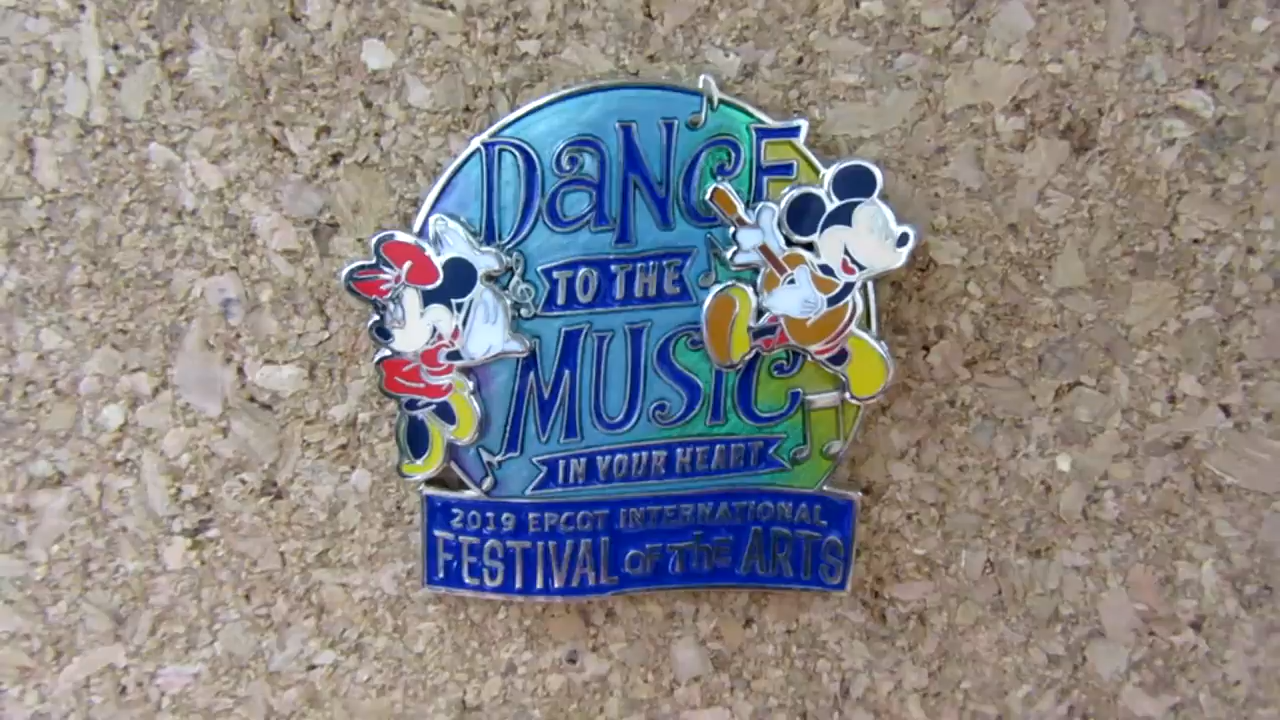 DaNCE
TO THE
MUSIC
IN YOUR HEART
2019 EPCOT INTERNATIONAL
FESTIVAL OF THE ARTS